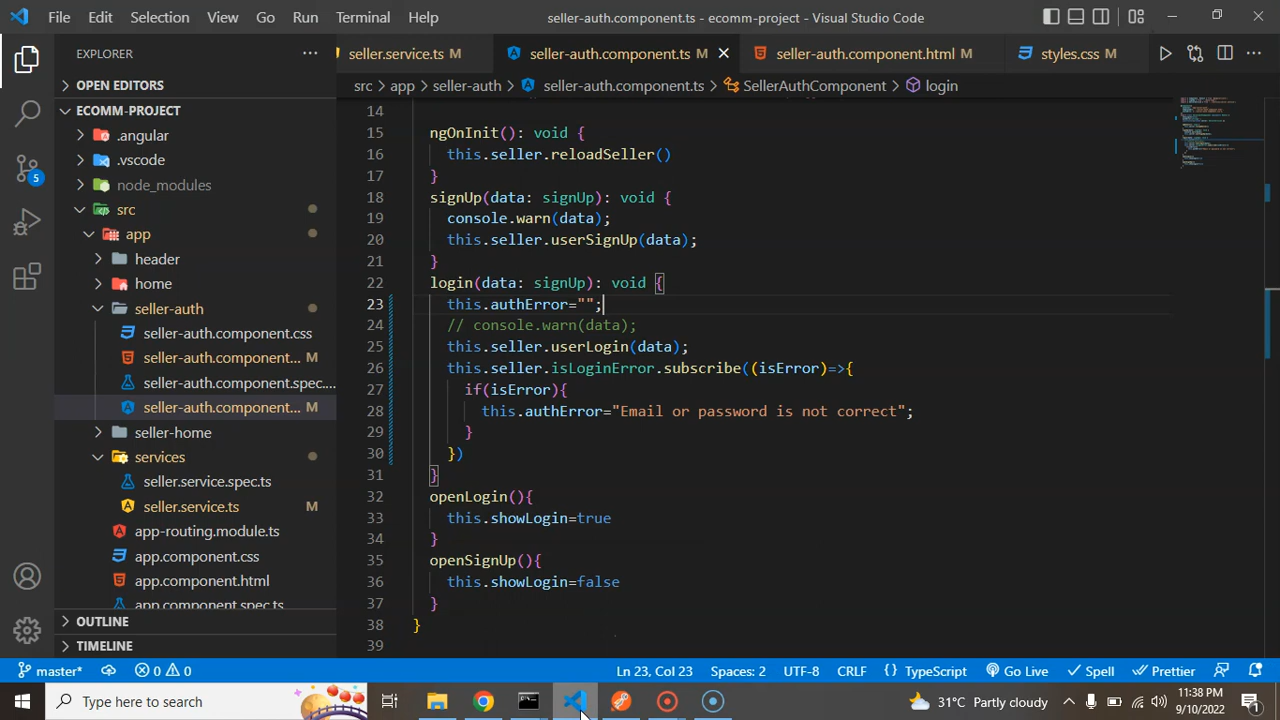 File Edit Selection View Go Run Terminal Help
seller-auth.component.ts - ecomm-project - Visual Studio Code
EXPLORER
seller.service.ts M
seller-auth.component.ts M
seller-auth.component.html M
styles.css M
OPEN EDITORS
src > app > seller-auth > seller-auth.component.ts > SellerAuthComponent > login
ECOMM-PROJECT
.angular
.vscode
node_modules
src
app
header
home
seller-auth
seller-auth.component.css
seller-auth.component... M
seller-auth.component.spec....
seller-auth.component... M
seller-home
services
seller.service.spec.ts
seller.service.ts M
app-routing.module.ts
app.component.css
app.component.html
app.component.spec.ts
OUTLINE
TIMELINE
14
15 ngOnInit(): void {
16 this.seller.reloadSeller()
17 }
18 signUp(data: signUp): void {
19 console.warn(data);
20 this.seller.userSignUp(data);
21 }
22 login(data: signUp): void {
23 this.authError="";
24 // console.warn(data);
25 this.seller.userLogin(data);
26 this.seller.isLoginError.subscribe((isError)=>{
27 if(isError){
28 this.authError="Email or password is not correct";
29 }
30 })
31 }
32 openLogin(){
33 this.showLogin=true
34 }
35 openSignUp(){
36 this.showLogin=false
37 }
38 }
39
5
master* 0 0 Ln 23, Col 23 Spaces: 2 UTF-8 CRLF { } TypeScript Go Live Spell Prettier
Type here to search
31°C Partly cloudy
11:38 PM
9/10/2022
1